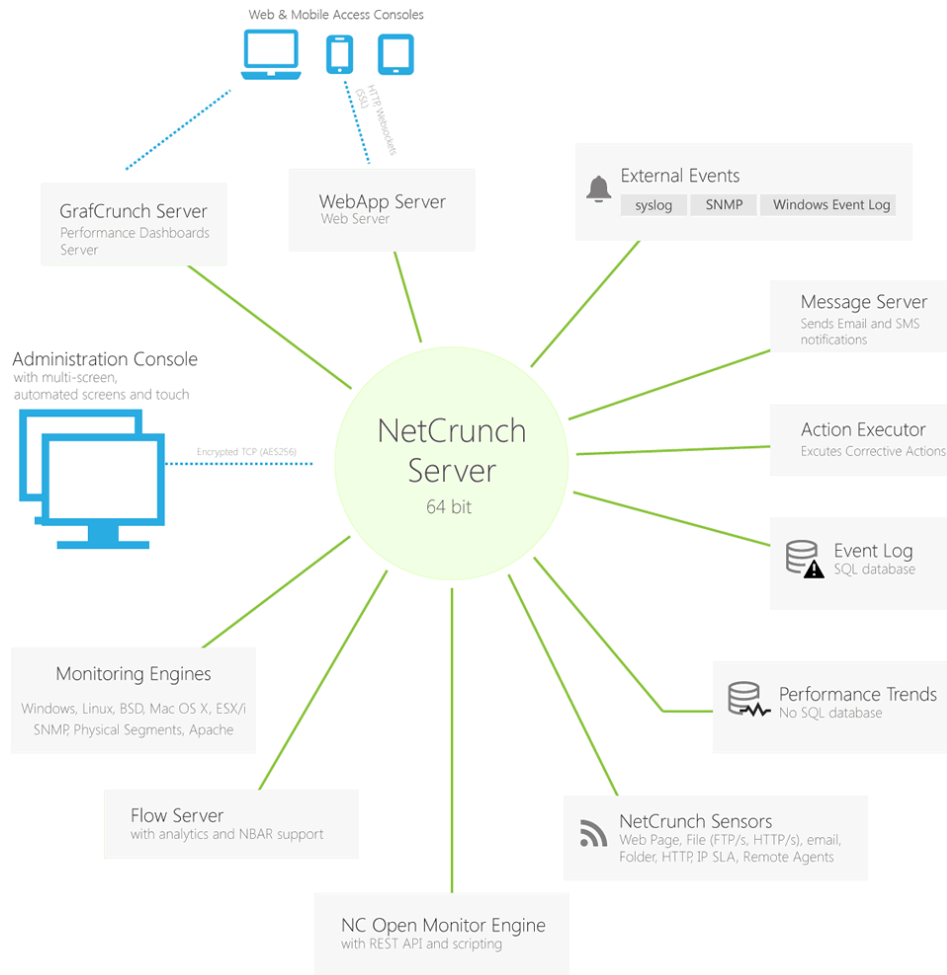 Web & Mobile Access Consoles
HTTP, Websockets
(SSL)
GrafCrunch Server
Performance Dashboards
Server
WebApp Server
Web Server
External Events
syslog
SNMP
Windows Event Log
Message Server
Sends Email and SMS
notifications
Administration Console
with multi-screen,
automated screens and touch
Encrypted TCP (AES256)
NetCrunch
Server
64 bit
Action Executor
Excutes Corrective Actions
Event Log
SQL database
Monitoring Engines
Windows, Linux, BSD, Mac OS X, ESX/i
SNMP, Physical Segments, Apache
Performance Trends
No SQL database
Flow Server
with analytics and NBAR support
NetCrunch Sensors
Web Page, File (FTP/s, HTTP/s), email,
Folder, HTTP, IP SLA, Remote Agents
NC Open Monitor Engine
with REST API and scripting